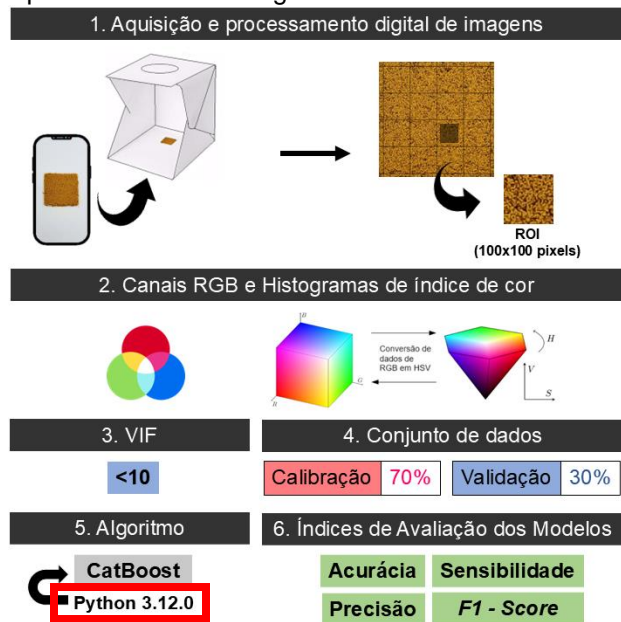 1. Aquisição e processamento digital de imagens
ROI
(100x100 pixels)
2. Canais RGB e Histogramas de índice de cor
B
G
R
Conversão de
dados de
RGB em HSV
H
V
S
3. VIF
4. Conjunto de dados
<10
Calibração 70% Validação 30%
5. Algoritmo
6. Índices de Avaliação dos Modelos
CatBoost
Python 3.12.0
Acurácia Sensibilidade
Precisão F1 - Score